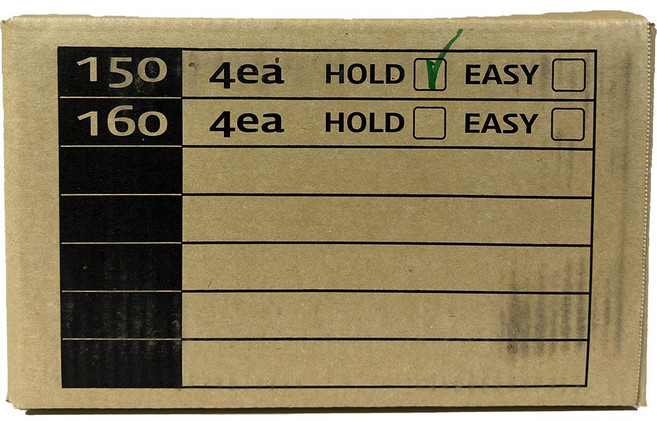 150 4ea HOLD ☑ EASY ☐
160 4ea HOLD ☐ EASY ☐